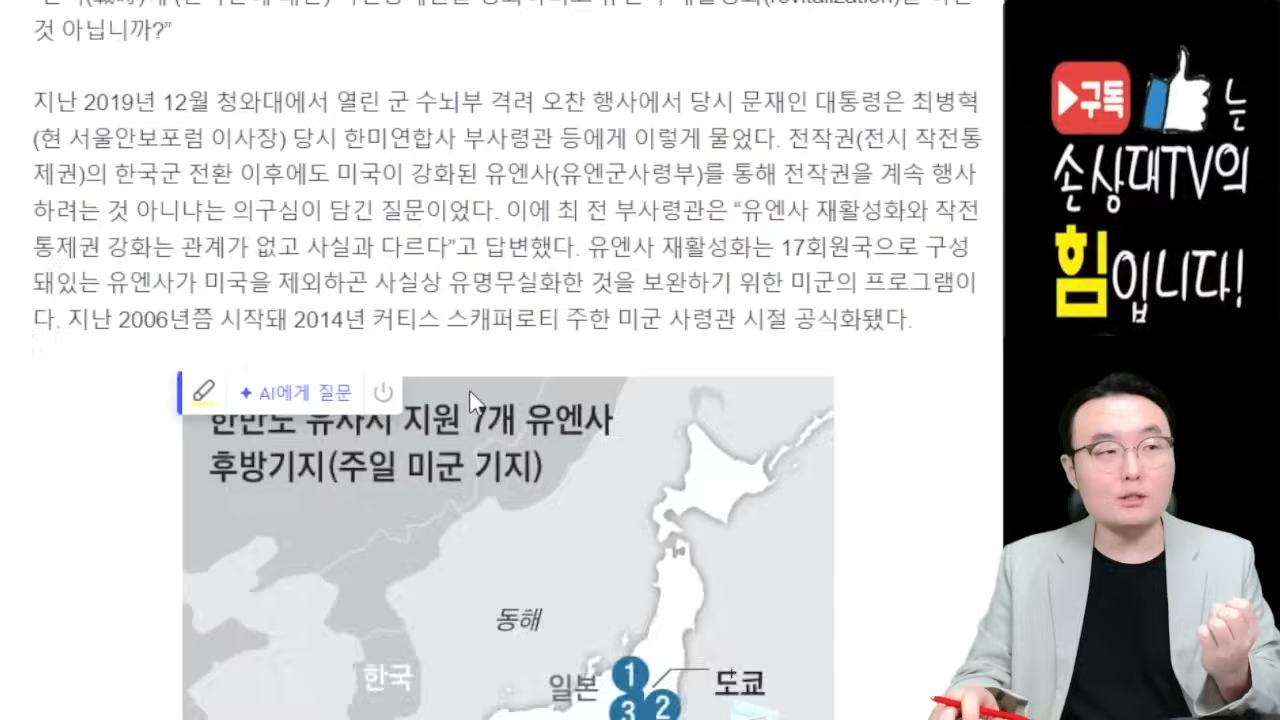 것 아닙니까?”
지난 2019년 12월 청와대에서 열린 군 수뇌부 격려 오찬 행사에서 당시 문재인 대통령은 최병혁
(현 서울안보포럼 이사장) 당시 한미연합사 부사령관 등에게 이렇게 물었다. 전작권(전시 작전통
제권)의 한국군 전환 이후에도 미국이 강화된 유엔사(유엔군사령부)를 통해 전작권을 계속 행사
하려는 것 아니냐는 의구심이 담긴 질문이었다. 이에 최 전 부사령관은 “유엔사 재활성화와 작전
통제권 강화는 관계가 없고 사실과 다르다”고 답변했다. 유엔사 재활성화는 17회원국으로 구성
돼있는 유엔사가 미국을 제외하곤 사실상 유명무실화한 것을 보완하기 위한 미군의 프로그램이
다. 지난 2006년쯤 시작돼 2014년 커티스 스캐퍼로티 주한 미군 사령관 시절 공식화됐다.
AI에게 질문
한반도 유사시 지원 7개 유엔사
후방기지(주일 미군 기지)
동해
한국
일본
1
도쿄
3 2
구독
는
손상대TV의
힘입니다!